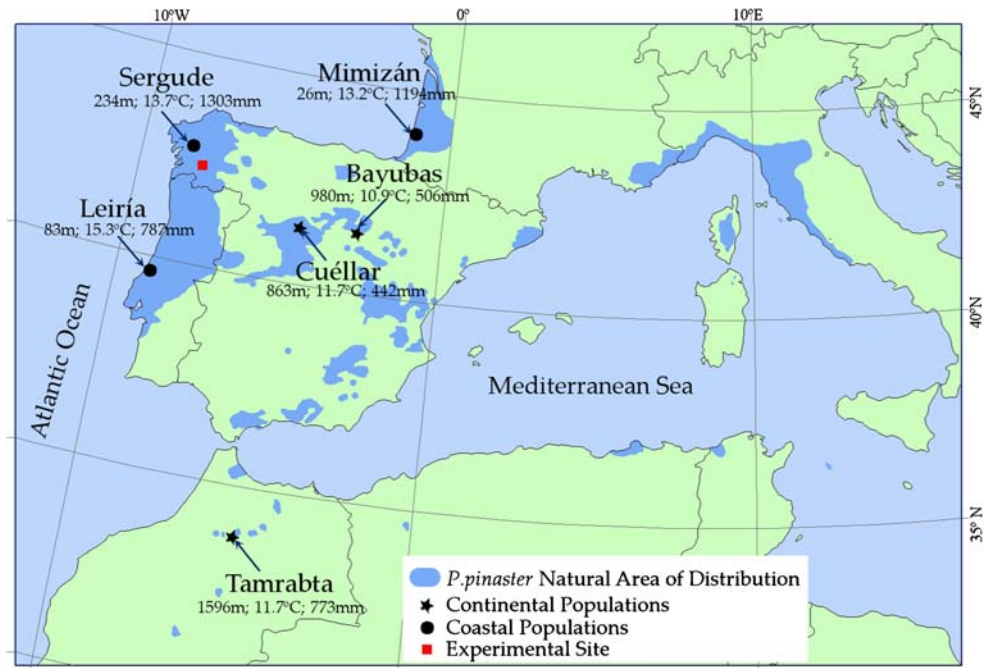 10°W
0°
10°E
Sergude
234m; 13.7°C; 1303mm
Mimizán
26m; 13.2°C; 1194mm
45°N
Bayubas
980m; 10.9°C; 506mm
Leiría
83m; 15.3°C; 787mm
Cuéllar
863m; 11.7°C; 442mm
40°N
Atlantic Ocean
Mediterranean Sea
35° N
Tamrabta
1596m; 11.7°C; 773mm
P.pinaster Natural Area of Distribution
Continental Populations
Coastal Populations
Experimental Site